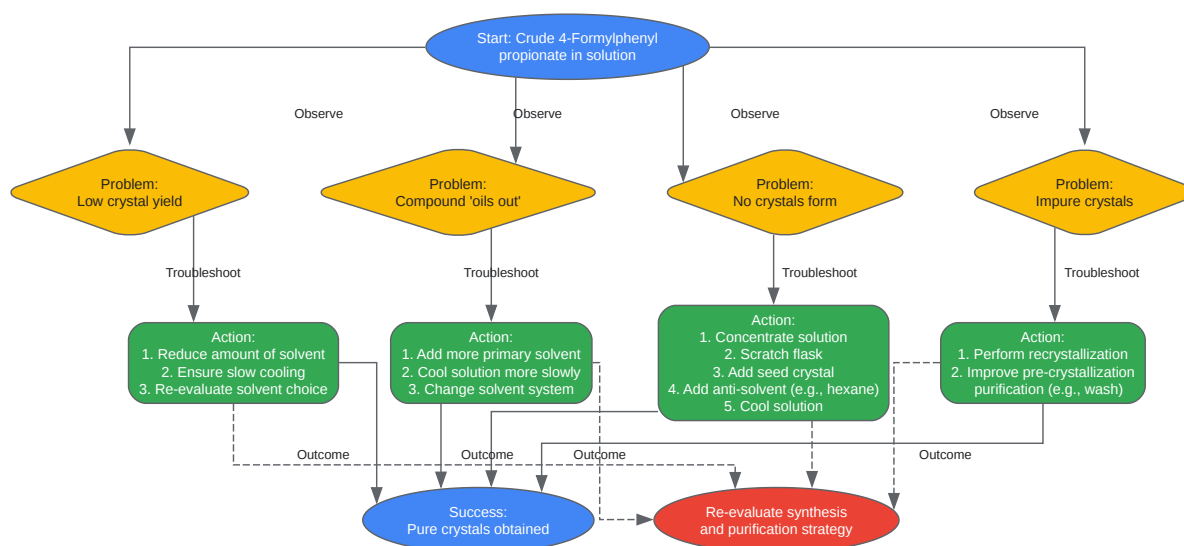 Start: Crude 4-Formylphenyl
propionate in solution
Observe
Observe
Observe
Observe
Problem:
Low crystal yield
Problem:
Compound 'oils out'
Problem:
No crystals form
Problem:
Impure crystals
Troubleshoot
Troubleshoot
Troubleshoot
Troubleshoot
Action:
1. Reduce amount of solvent
2. Ensure slow cooling
3. Re-evaluate solvent choice
Action:
1. Add more primary solvent
2. Cool solution more slowly
3. Change solvent system
Action:
1. Concentrate solution
2. Scratch flask
3. Add seed crystal
4. Add anti-solvent (e.g., hexane)
5. Cool solution
Action:
1. Perform recrystallization
2. Improve pre-crystallization
purification (e.g., wash)
Outcome
Outcome
Outcome
Outcome
Success:
Pure crystals obtained
Re-evaluate synthesis
and purification strategy